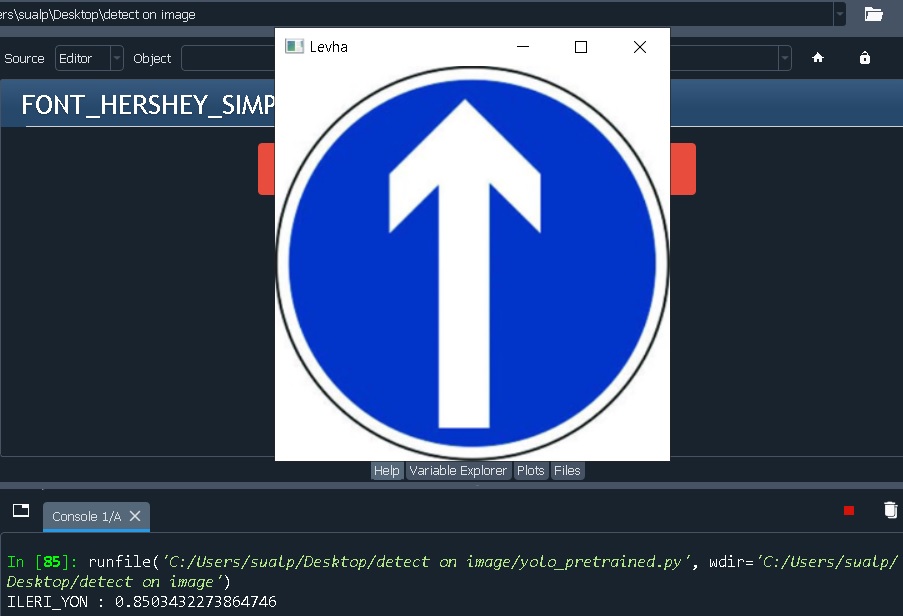 ers\sualp\Desktop\detect on image
Levha
Source Editor Object
FONT_HERSHEY_SIMP
Help Variable Explorer Plots Files
Console 1/A
In [85]: runfile('C:/Users/sualp/Desktop/detect on image/yolo_pretrained.py', wdir='C:/Users/sualp/
Desktop/detect on image')
ILERI_YON : 0.8503432273864746